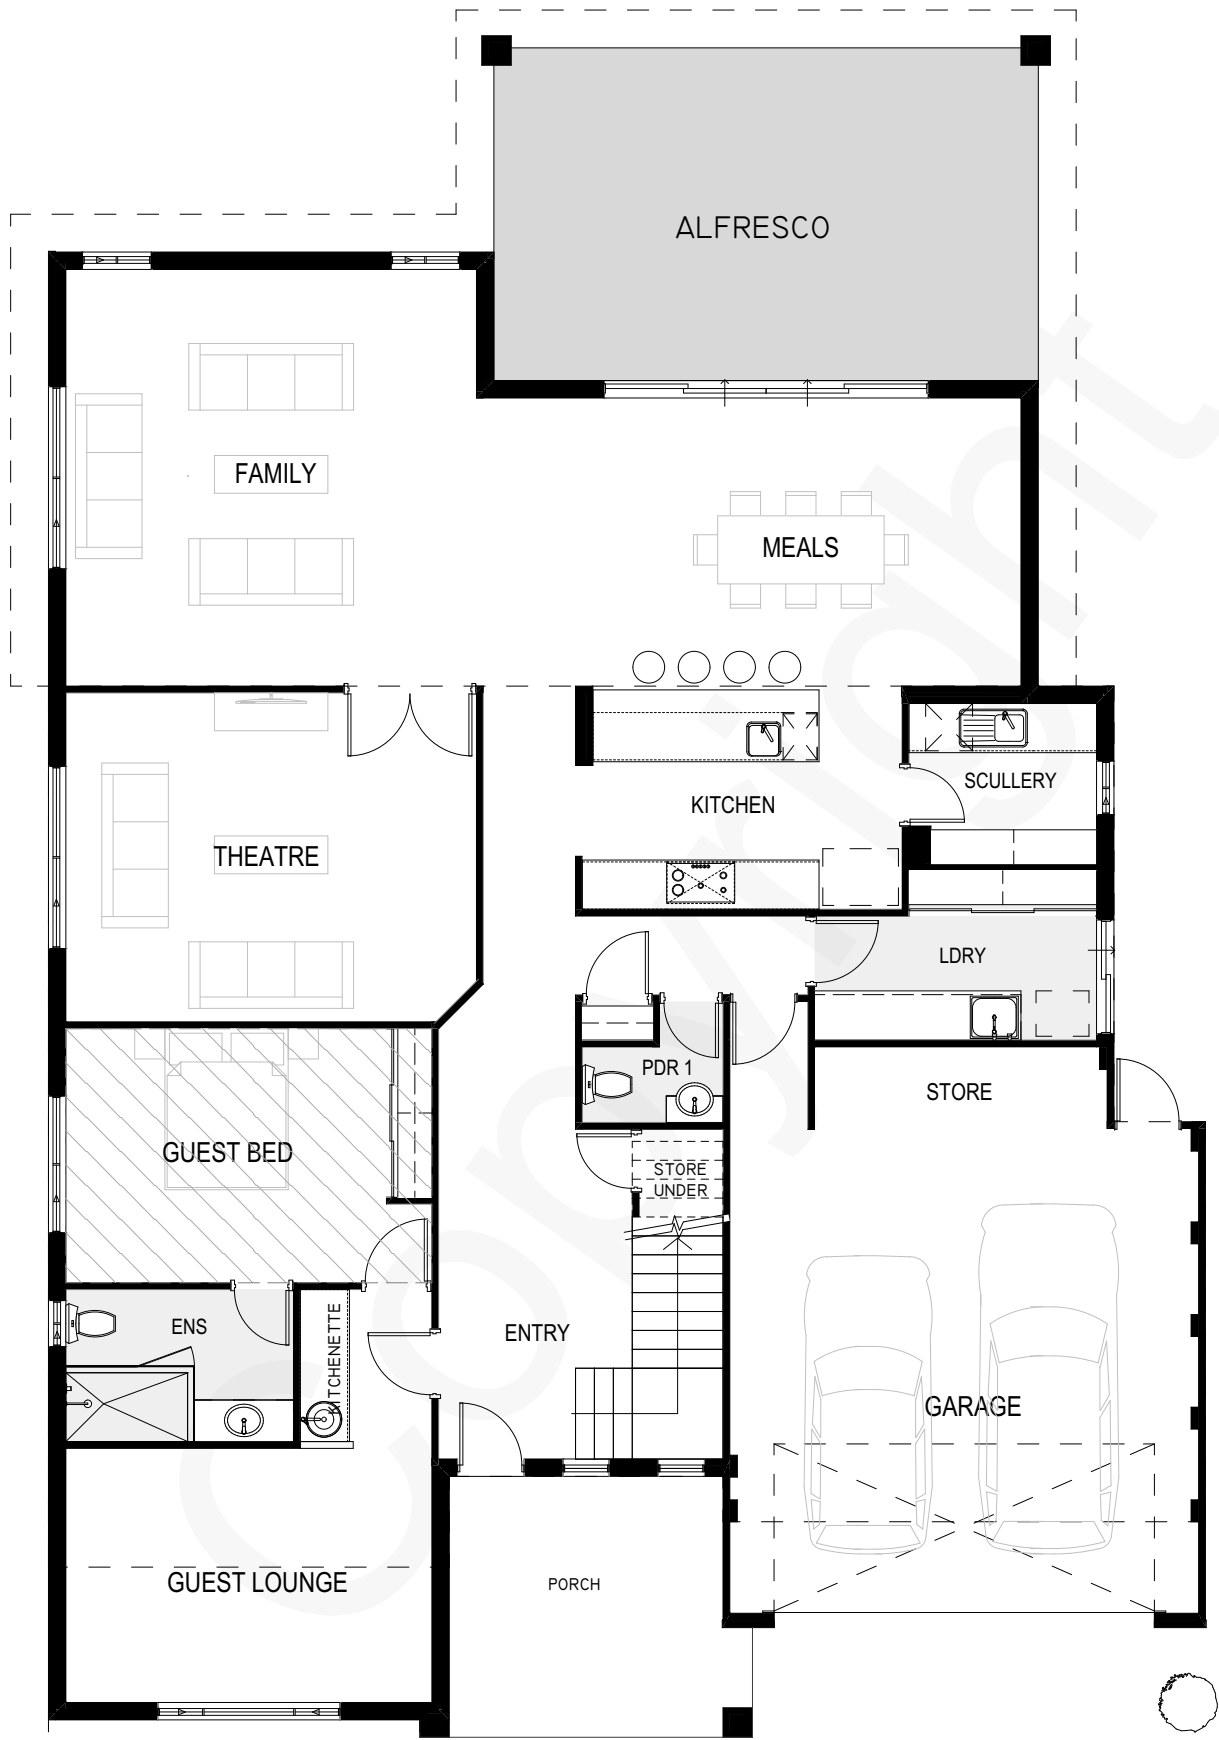 ALFRESCO
FAMILY
MEALS
KITCHEN
SCULLERY
THEATRE
LDRY
PDR 1
STORE
GUEST BED
STORE
UNDER
ENS
KITCHENETTE
ENTRY
GARAGE
GUEST LOUNGE
PORCH
Copyright